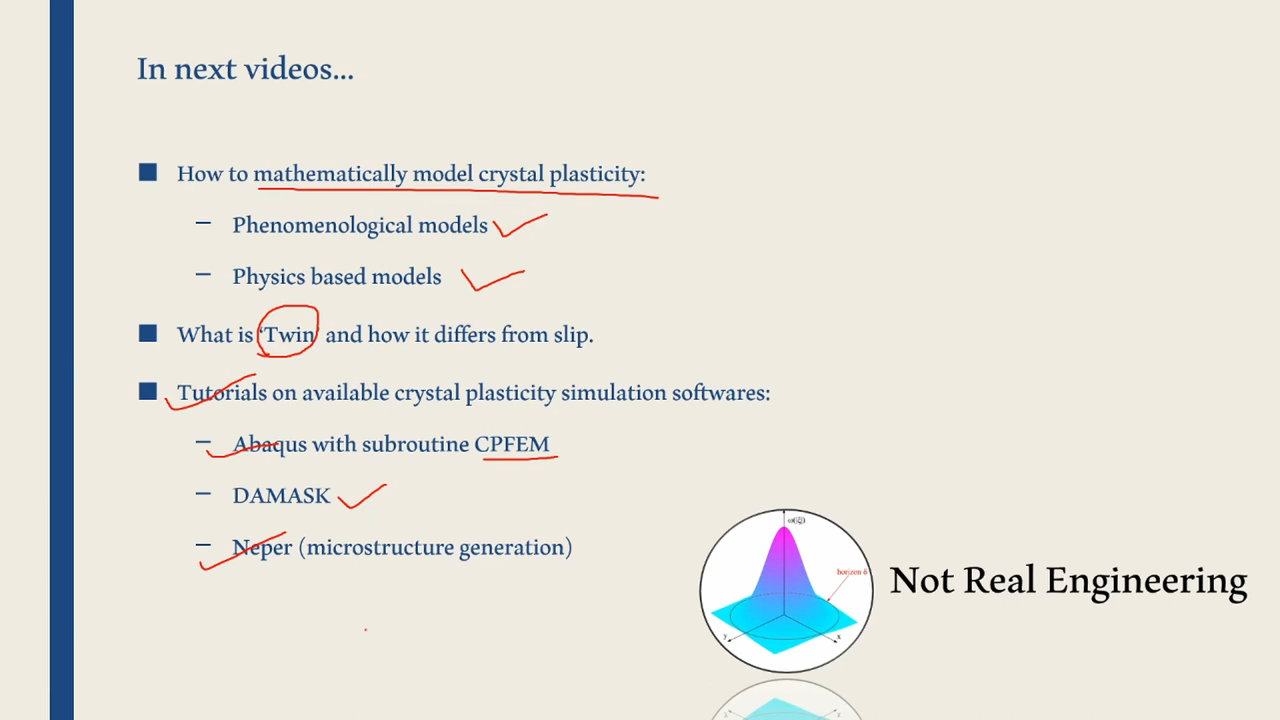 In next videos...
How to mathematically model crystal plasticity:
– Phenomenological models
– Physics based models
What is 'Twin' and how it differs from slip.
Tutorials on available crystal plasticity simulation softwares:
– Abaqus with subroutine CPFEM
– DAMASK
– Neper (microstructure generation)
ω(|ξ|)
horizon δ
y
x
Not Real Engineering